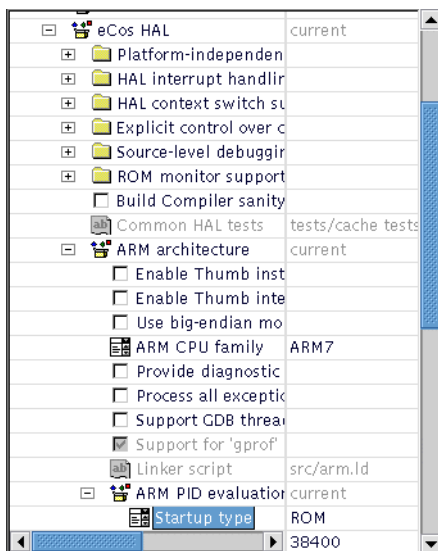 eCos HAL current
Platform-independen
HAL interrupt handlir
HAL context switch su
Explicit control over c
Source-level debuggir
ROM monitor support
Build Compiler sanity
ab Common HAL tests tests/cache tests
ARM architecture current
Enable Thumb inst
Enable Thumb inte
Use big-endian mo
ARM CPU family ARM7
Provide diagnostic
Process all exceptic
Support GDB threa
Support for 'gprof'
ab Linker script src/arm.ld
ARM PID evaluation current
Startup type ROM
38400